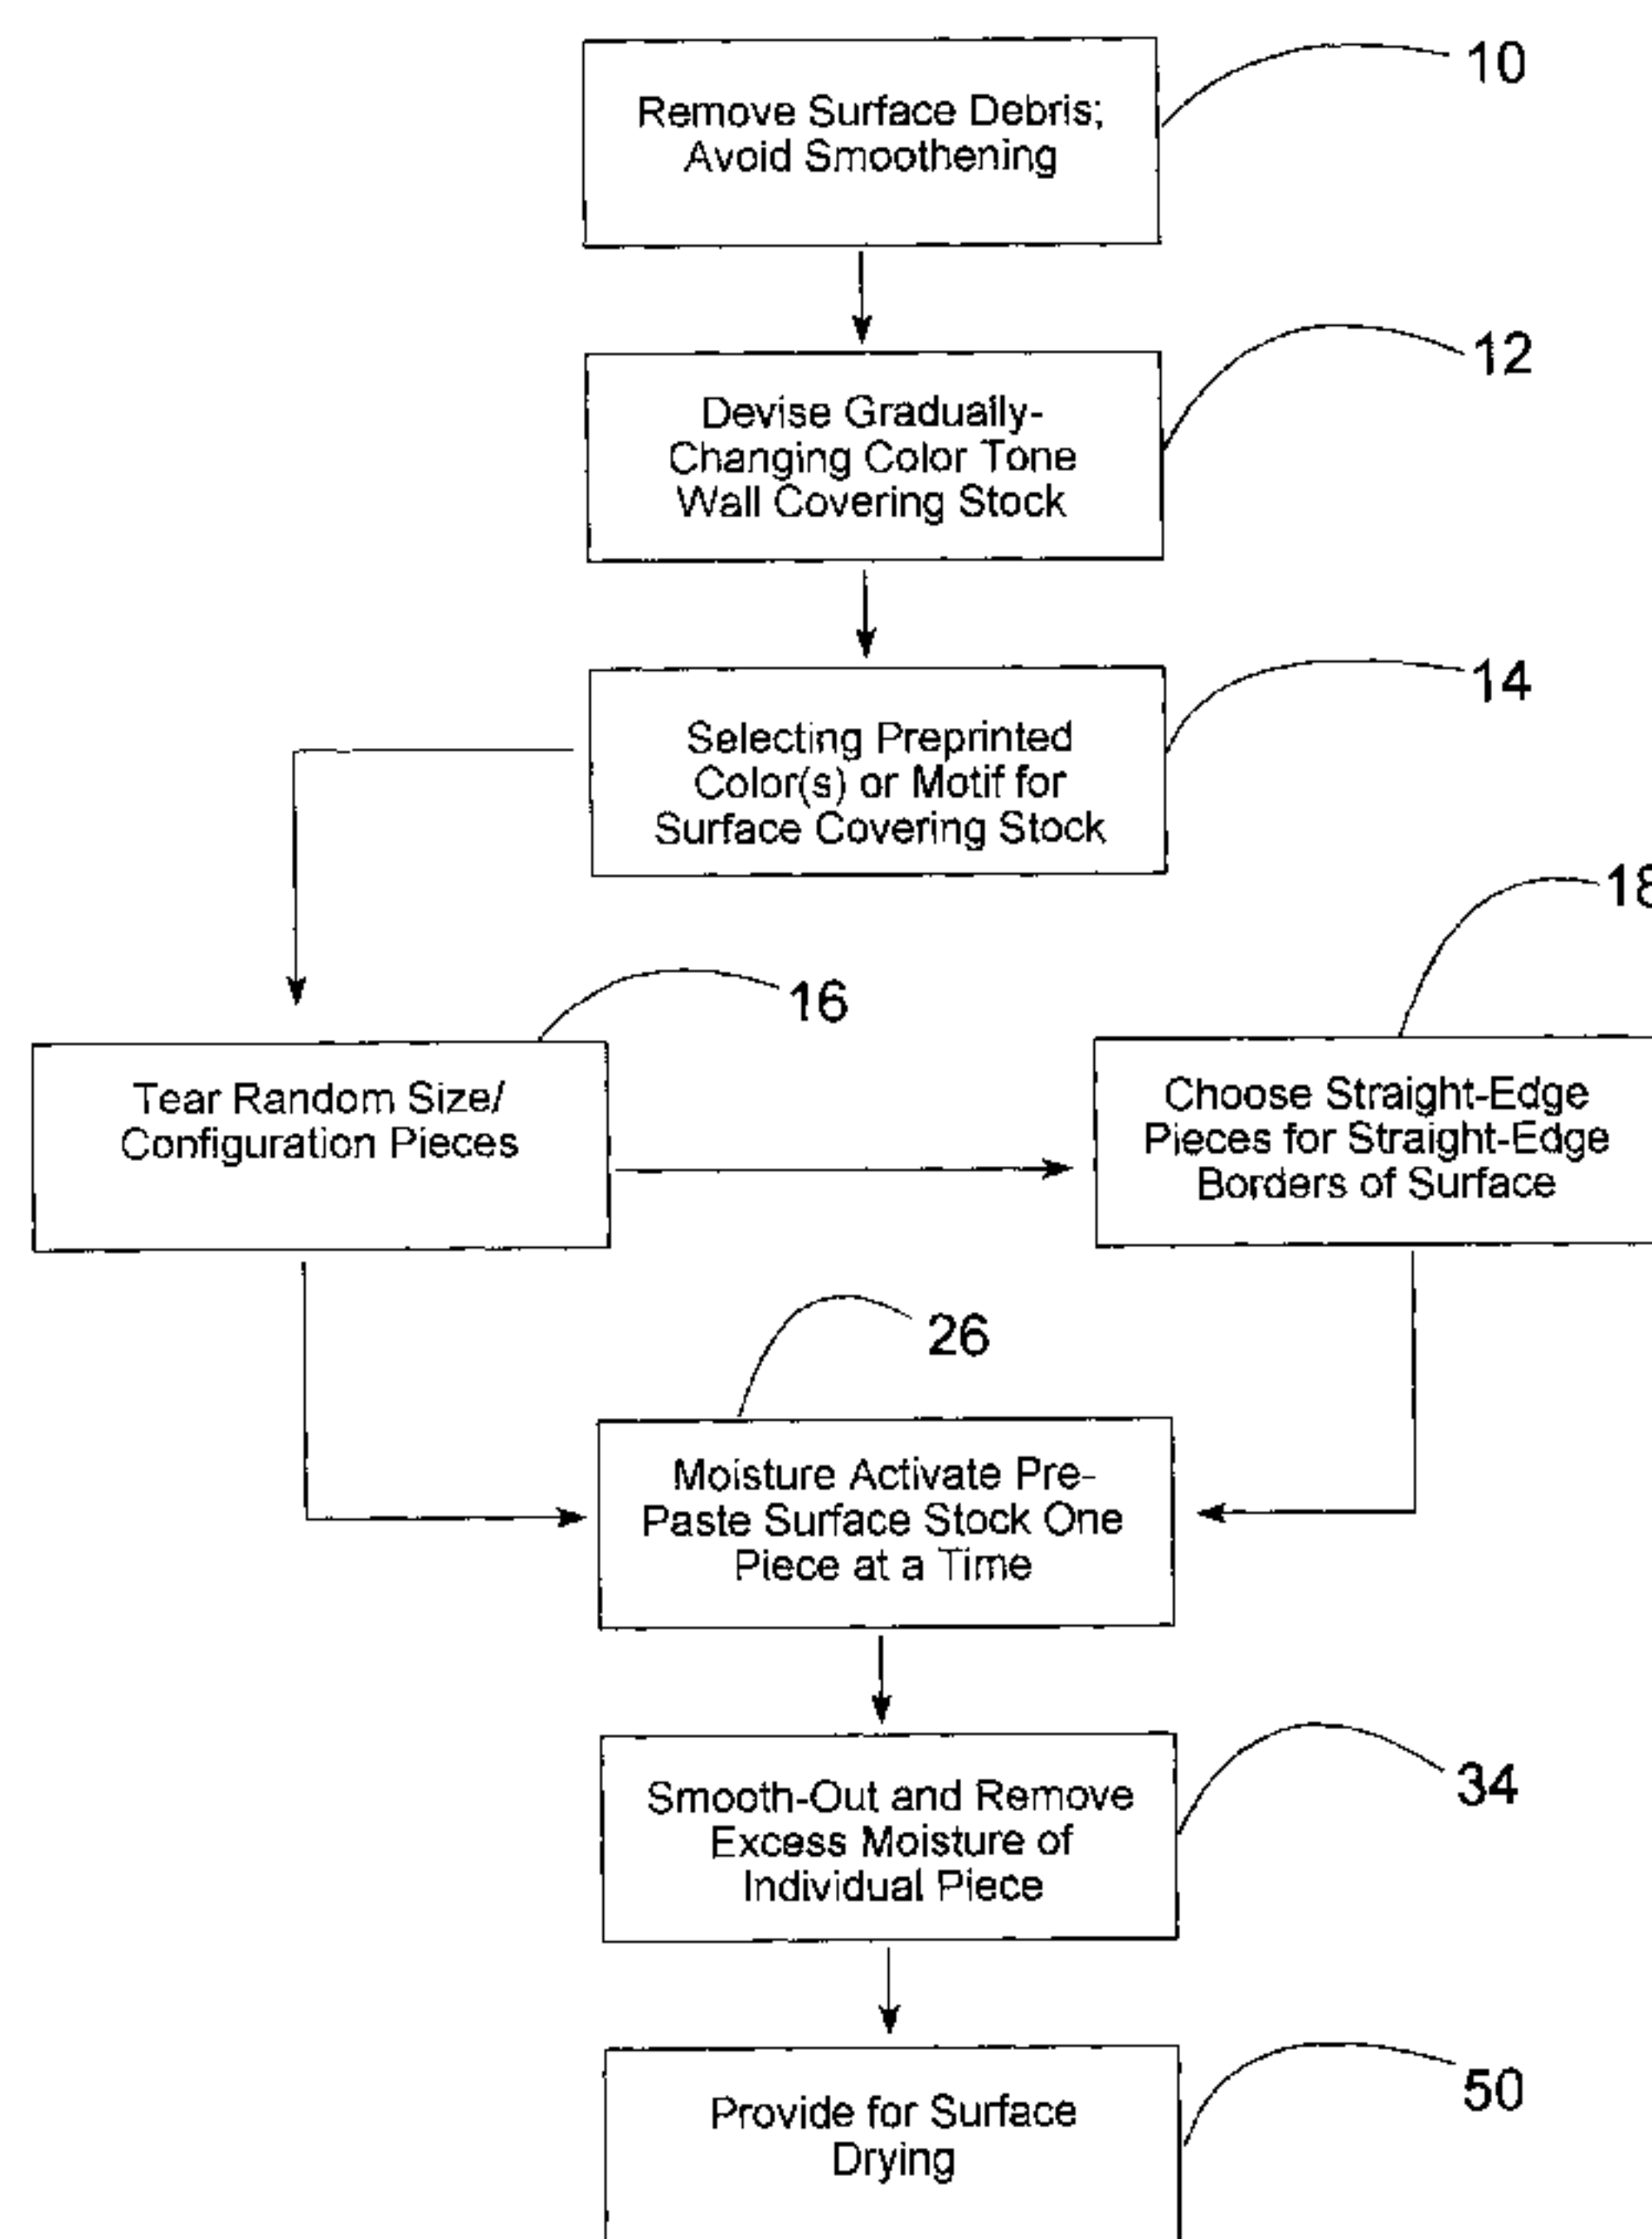 10
Remove Surface Debris;
Avoid Smoothening
12
Devise Gradually-
Changing Color Tone
Wall Covering Stock
14
Selecting Preprinted
Color(s) or Motif for
Surface Covering Stock
18
16
Tear Random Size/
Configuration Pieces
Choose Straight-Edge
Pieces for Straight-Edge
Borders of Surface
26
Moisture Activate Pre-
Paste Surface Stock One
Piece at a Time
34
Smooth-Out and Remove
Excess Moisture of
Individual Piece
50
Provide for Surface
Drying